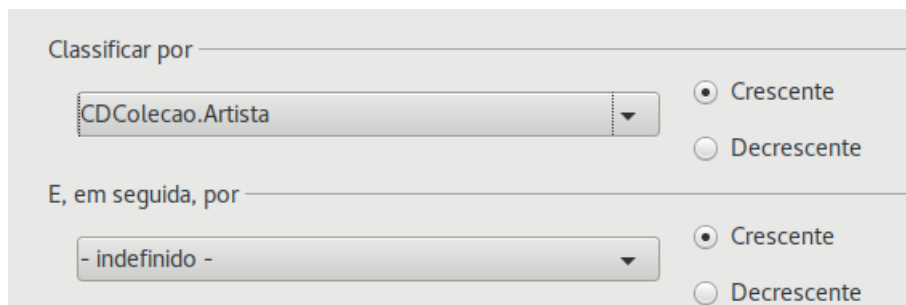 Classificar por
CDColecao.Artista
Crescente
Decrescente
E, em seguida, por
- indefinido -
Crescente
Decrescente